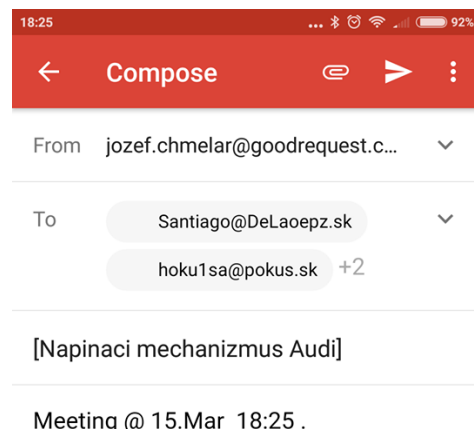 18:25 ... 92%
Compose
From jozef.chmelar@goodrequest.c...
To Santiago@DeLaoepz.sk
hoku1sa@pokus.sk +2
[Napinaci mechanizmus Audi]
Meeting @ 15.Mar 18:25 .